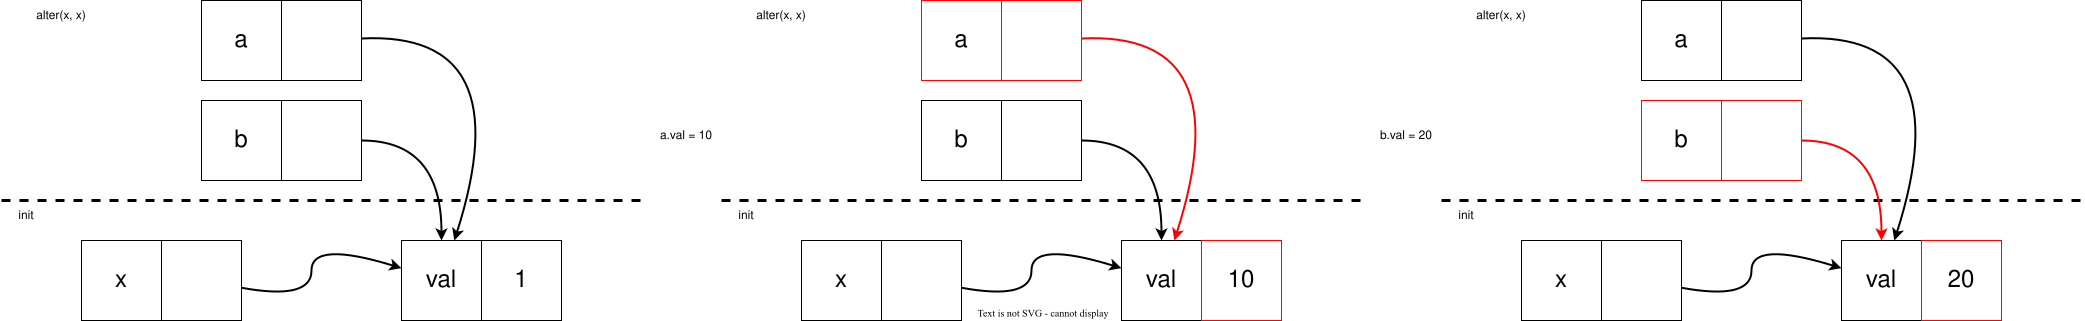 alter(x, x)
a
b
init
x
val
1
a.val = 10
alter(x, x)
a
b
init
x
val
10
Text is not SVG - cannot display
b.val = 20
alter(x, x)
a
b
init
x
val
20